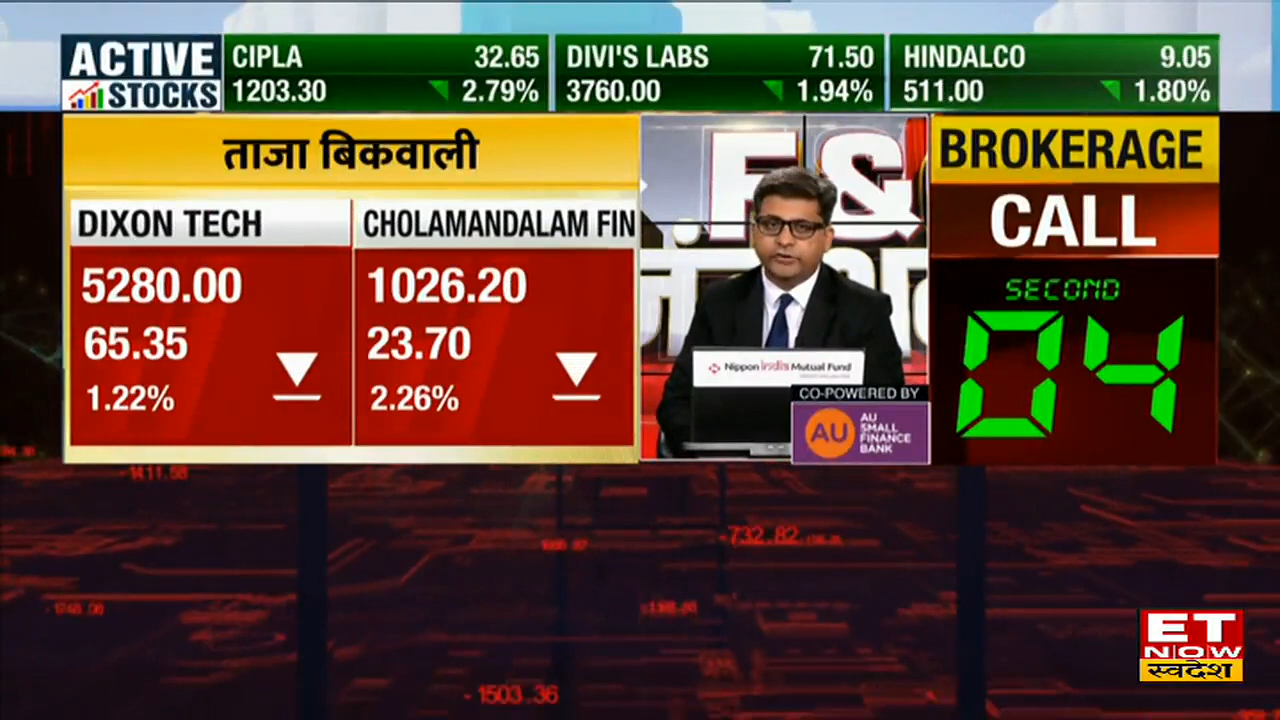 ACTIVE
STOCKS
CIPLA 32.65
1203.30 2.79%
DIVI'S LABS 71.50
3760.00 1.94%
HINDALCO 9.05
511.00 1.80%
ताजा बिकवाली
DIXON TECH
5280.00
65.35
1.22%
CHOLAMANDALAM FIN
1026.20
23.70
2.26%
.F&
Nippon india Mutual Fund
CO-POWERED BY
AU
AU
SMALL
FINANCE
BANK
BROKERAGE
CALL
SECOND
04
-1411.58
-732.82
-1503.36
ET
NOW
स्वदेश